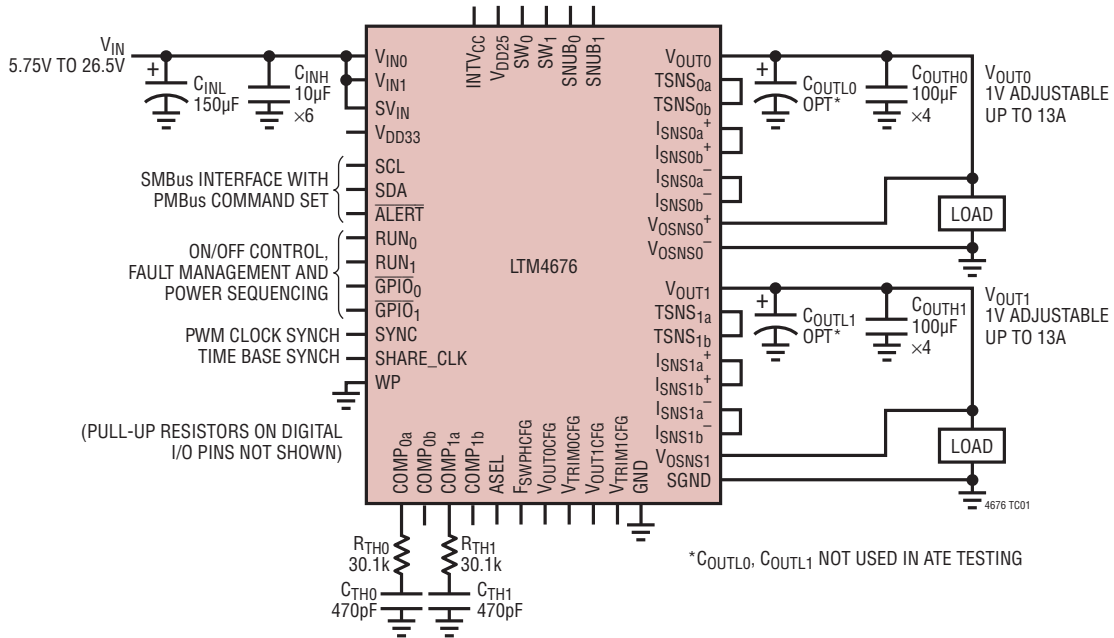 INTVCC
VDD25
SW0
SW1
SNUB0
SNUB1
VIN
5.75V TO 26.5V
+
CINL
150µF
CINH
10µF
×6
VIN0
VIN1
SVIN
VDD33
SCL
SDA
ALERT
RUN0
RUN1
GPIO0
GPIO1
SYNC
SHARE_CLK
WP
SMBus INTERFACE WITH
PMBus COMMAND SET
ON/OFF CONTROL,
FAULT MANAGEMENT AND
POWER SEQUENCING
PWM CLOCK SYNCH
TIME BASE SYNCH
(PULL-UP RESISTORS ON DIGITAL
I/O PINS NOT SHOWN)
LTM4676
VOUT0
TSNS0a
TSNS0b
ISNS0a+
ISNS0b+
ISNS0a–
ISNS0b–
VOSNS0+
VOSNS0–
VOUT1
TSNS1a
TSNS1b
ISNS1a+
ISNS1b+
ISNS1a–
ISNS1b–
VOSNS1
SGND
+
COUTL0
OPT*
COUTH0
100µF
×4
VOUT0
1V ADJUSTABLE
UP TO 13A
LOAD
+
COUTL1
OPT*
COUTH1
100µF
×4
VOUT1
1V ADJUSTABLE
UP TO 13A
LOAD
4676 TC01
COMP0a
COMP0b
COMP1a
COMP1b
ASEL
FSWPHCFG
VOUT0CFG
VTRIM0CFG
VOUT1CFG
VTRIM1CFG
GND
RTH0
30.1k
RTH1
30.1k
CTH0
470pF
CTH1
470pF
*COUTL0, COUTL1 NOT USED IN ATE TESTING